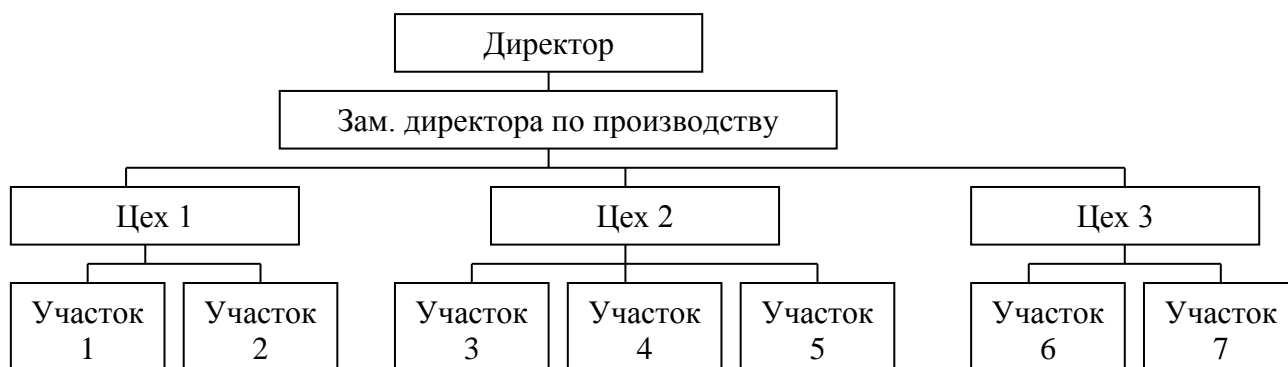 Директор
Зам. директора по производству
Цех 1
Цех 2
Цех 3
Участок
1
Участок
2
Участок
3
Участок
4
Участок
5
Участок
6
Участок
7